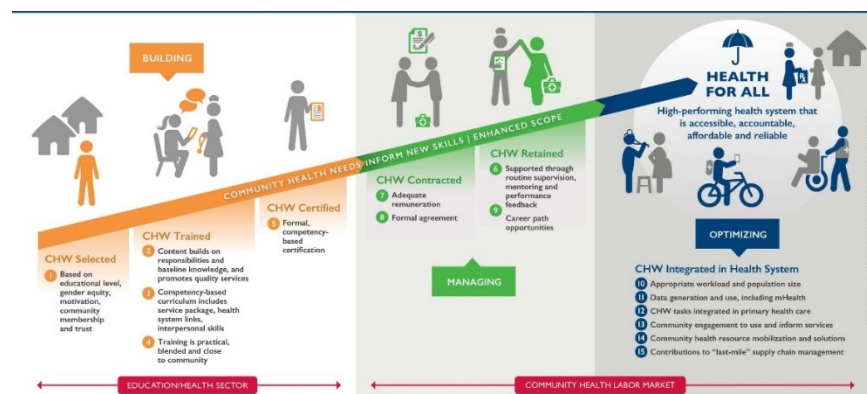 BUILDING
COMMUNITY HEALTH NEEDS INFORM NEW SKILLS | ENHANCED SCOPE
CHW Selected
1 Based on
educational level,
gender equity,
motivation,
community
membership
and trust
CHW Trained
2 Content builds on
responsibilities and
baseline knowledge, and
promotes quality services
3 Competency-based
curriculum includes
service package, health
system links,
interpersonal skills
4 Training is practical,
blended and close
to community
CHW Certified
5 Formal,
competency-
based
certification
CHW Contracted
7 Adequate
remuneration
8 Formal agreement
CHW Retained
6 Supported through
routine supervision,
mentoring and
performance
feedback
9 Career path
opportunities
MANAGING
HEALTH
FOR ALL
High-performing health system that
is accessible, accountable,
affordable and reliable
OPTIMIZING
CHW Integrated in Health System
10 Appropriate workload and population size
11 Data generation and use, including mHealth
12 CHW tasks integrated in primary health care
13 Community engagement to use and inform services
14 Community health resource mobilization and solutions
15 Contributions to "last-mile" supply chain management
EDUCATION/HEALTH SECTOR
COMMUNITY HEALTH LABOR MARKET